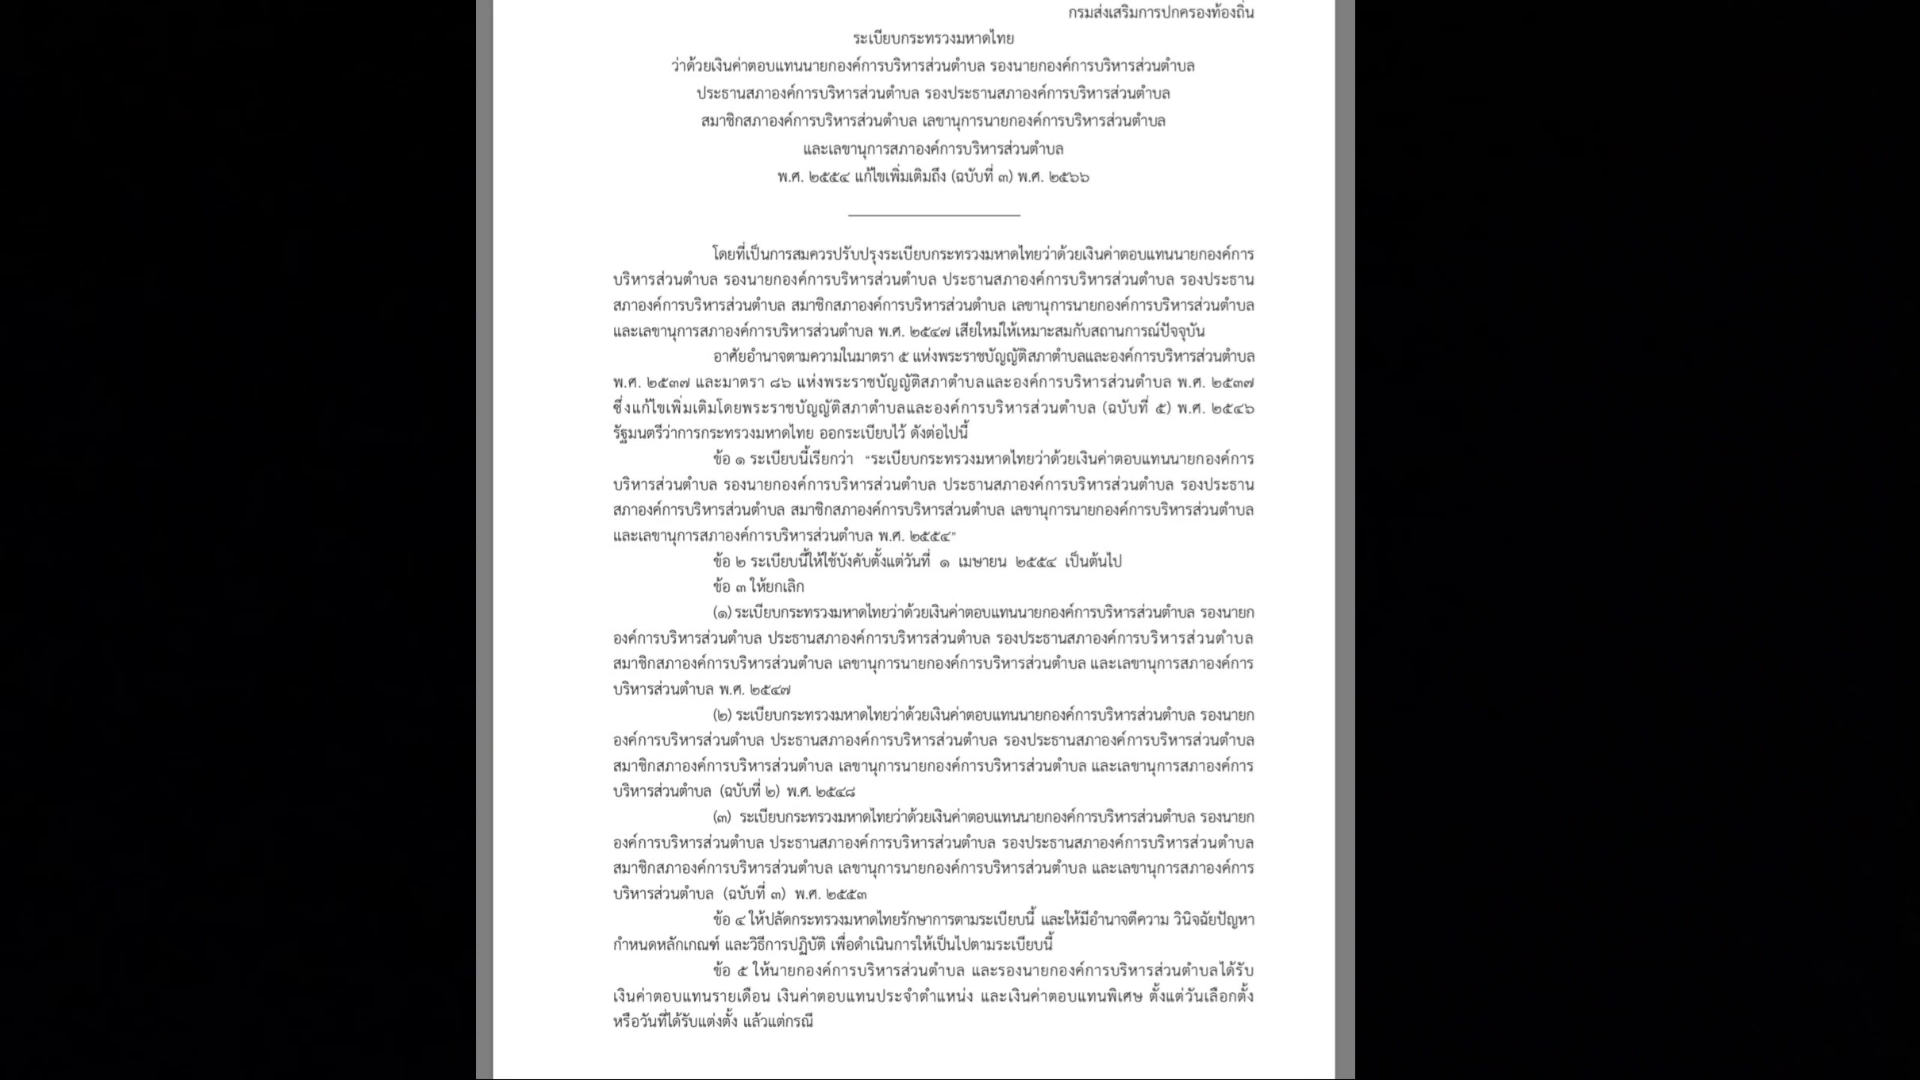 กรมส่งเสริมการปกครองท้องถิ่น
ระเบียบกระทรวงมหาดไทย
ว่าด้วยเงินค่าตอบแทนนายกองค์การบริหารส่วนตำบล รองนายกองค์การบริหารส่วนตำบล
ประธานสภาองค์การบริหารส่วนตำบล รองประธานสภาองค์การบริหารส่วนตำบล
สมาชิกสภาองค์การบริหารส่วนตำบล เลขานุการนายกองค์การบริหารส่วนตำบล
และเลขานุการสภาองค์การบริหารส่วนตำบล
พ.ศ. ๒๕๕๔ แก้ไขเพิ่มเติมถึง (ฉบับที่ ๓) พ.ศ. ๒๕๖๖
โดยที่เป็นการสมควรปรับปรุงระเบียบกระทรวงมหาดไทยว่าด้วยเงินค่าตอบแทนนายกองค์การ
บริหารส่วนตำบล รองนายกองค์การบริหารส่วนตำบล ประธานสภาองค์การบริหารส่วนตำบล รองประธาน
สภาองค์การบริหารส่วนตำบล สมาชิกสภาองค์การบริหารส่วนตำบล เลขานุการนายกองค์การบริหารส่วนตำบล
และเลขานุการสภาองค์การบริหารส่วนตำบล พ.ศ. ๒๕๔๗ เสียใหม่ให้เหมาะสมกับสถานการณ์ปัจจุบัน
อาศัยอำนาจตามความในมาตรา ๕ แห่งพระราชบัญญัติสภาตำบลและองค์การบริหารส่วนตำบล
พ.ศ. ๒๕๓๗ และมาตรา ๘๖ แห่งพระราชบัญญัติสภาตำบลและองค์การบริหารส่วนตำบล พ.ศ. ๒๕๓๗
ซึ่งแก้ไขเพิ่มเติมโดยพระราชบัญญัติสภาตำบลและองค์การบริหารส่วนตำบล (ฉบับที่ ๕) พ.ศ. ๒๕๔๖
รัฐมนตรีว่าการกระทรวงมหาดไทย ออกระเบียบไว้ ดังต่อไปนี้
ข้อ ๑ ระเบียบนี้เรียกว่า "ระเบียบกระทรวงมหาดไทยว่าด้วยเงินค่าตอบแทนนายกองค์การ
บริหารส่วนตำบล รองนายกองค์การบริหารส่วนตำบล ประธานสภาองค์การบริหารส่วนตำบล รองประธาน
สภาองค์การบริหารส่วนตำบล สมาชิกสภาองค์การบริหารส่วนตำบล เลขานุการนายกองค์การบริหารส่วนตำบล
และเลขานุการสภาองค์การบริหารส่วนตำบล พ.ศ. ๒๕๕๔"
ข้อ ๒ ระเบียบนี้ให้ใช้บังคับตั้งแต่วันที่ ๑ เมษายน ๒๕๕๔ เป็นต้นไป
ข้อ ๓ ให้ยกเลิก
(๑) ระเบียบกระทรวงมหาดไทยว่าด้วยเงินค่าตอบแทนนายกองค์การบริหารส่วนตำบล รองนายก
องค์การบริหารส่วนตำบล ประธานสภาองค์การบริหารส่วนตำบล รองประธานสภาองค์การบริหารส่วนตำบล
สมาชิกสภาองค์การบริหารส่วนตำบล เลขานุการนายกองค์การบริหารส่วนตำบล และเลขานุการสภาองค์การ
บริหารส่วนตำบล พ.ศ. ๒๕๔๗
(๒) ระเบียบกระทรวงมหาดไทยว่าด้วยเงินค่าตอบแทนนายกองค์การบริหารส่วนตำบล รองนายก
องค์การบริหารส่วนตำบล ประธานสภาองค์การบริหารส่วนตำบล รองประธานสภาองค์การบริหารส่วนตำบล
สมาชิกสภาองค์การบริหารส่วนตำบล เลขานุการนายกองค์การบริหารส่วนตำบล และเลขานุการสภาองค์การ
บริหารส่วนตำบล (ฉบับที่ ๒) พ.ศ. ๒๕๔๘
(๓) ระเบียบกระทรวงมหาดไทยว่าด้วยเงินค่าตอบแทนนายกองค์การบริหารส่วนตำบล รองนายก
องค์การบริหารส่วนตำบล ประธานสภาองค์การบริหารส่วนตำบล รองประธานสภาองค์การบริหารส่วนตำบล
สมาชิกสภาองค์การบริหารส่วนตำบล เลขานุการนายกองค์การบริหารส่วนตำบล และเลขานุการสภาองค์การ
บริหารส่วนตำบล (ฉบับที่ ๓) พ.ศ. ๒๕๕๓
ข้อ ๔ ให้ปลัดกระทรวงมหาดไทยรักษาการตามระเบียบนี้ และให้มีอำนาจตีความ วินิจฉัยปัญหา
กำหนดหลักเกณฑ์ และวิธีการปฏิบัติ เพื่อดำเนินการให้เป็นไปตามระเบียบนี้
ข้อ ๕ ให้นายกองค์การบริหารส่วนตำบล และรองนายกองค์การบริหารส่วนตำบลได้รับ
เงินค่าตอบแทนรายเดือน เงินค่าตอบแทนประจำตำแหน่ง และเงินค่าตอบแทนพิเศษ ตั้งแต่วันเลือกตั้ง
หรือวันที่ได้รับแต่งตั้ง แล้วแต่กรณี